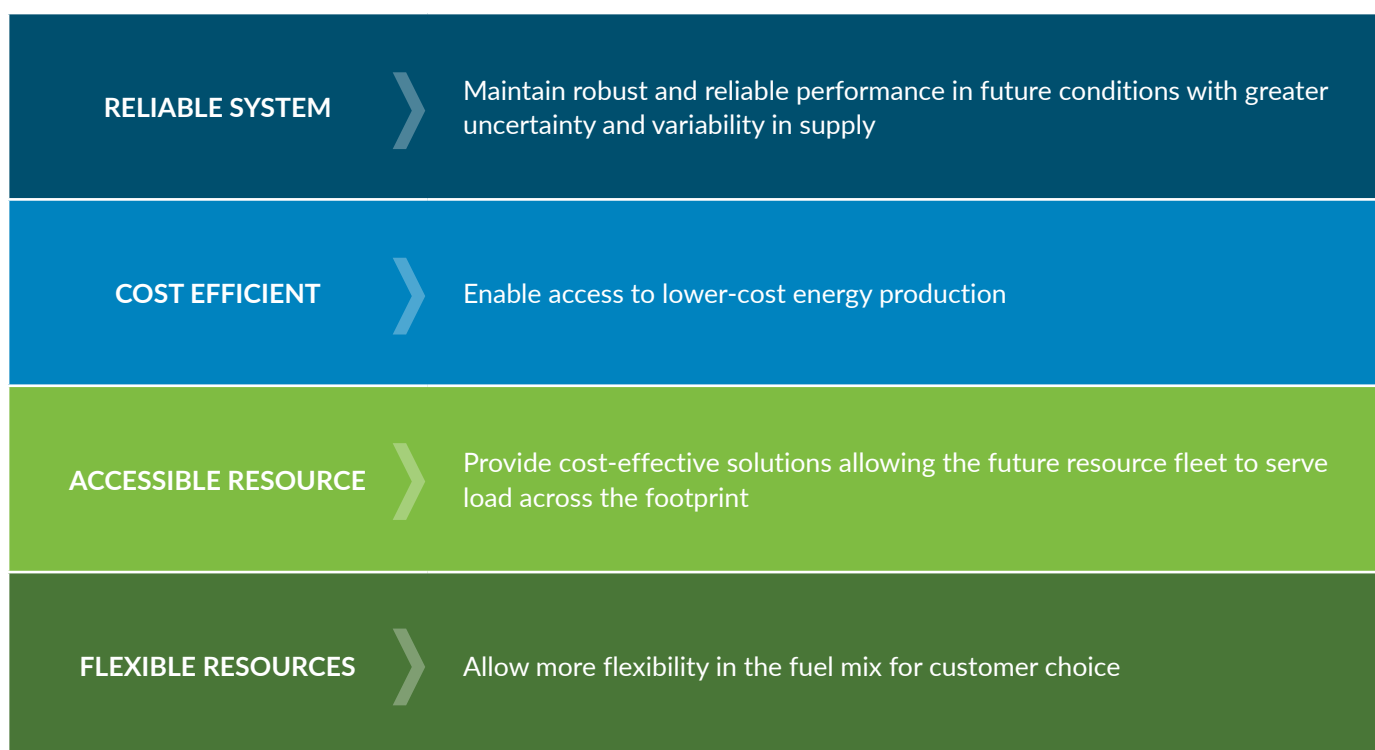 RELIABLE SYSTEM
Maintain robust and reliable performance in future conditions with greater
uncertainty and variability in supply
COST EFFICIENT
Enable access to lower-cost energy production
ACCESSIBLE RESOURCE
Provide cost-effective solutions allowing the future resource fleet to serve
load across the footprint
FLEXIBLE RESOURCES
Allow more flexibility in the fuel mix for customer choice